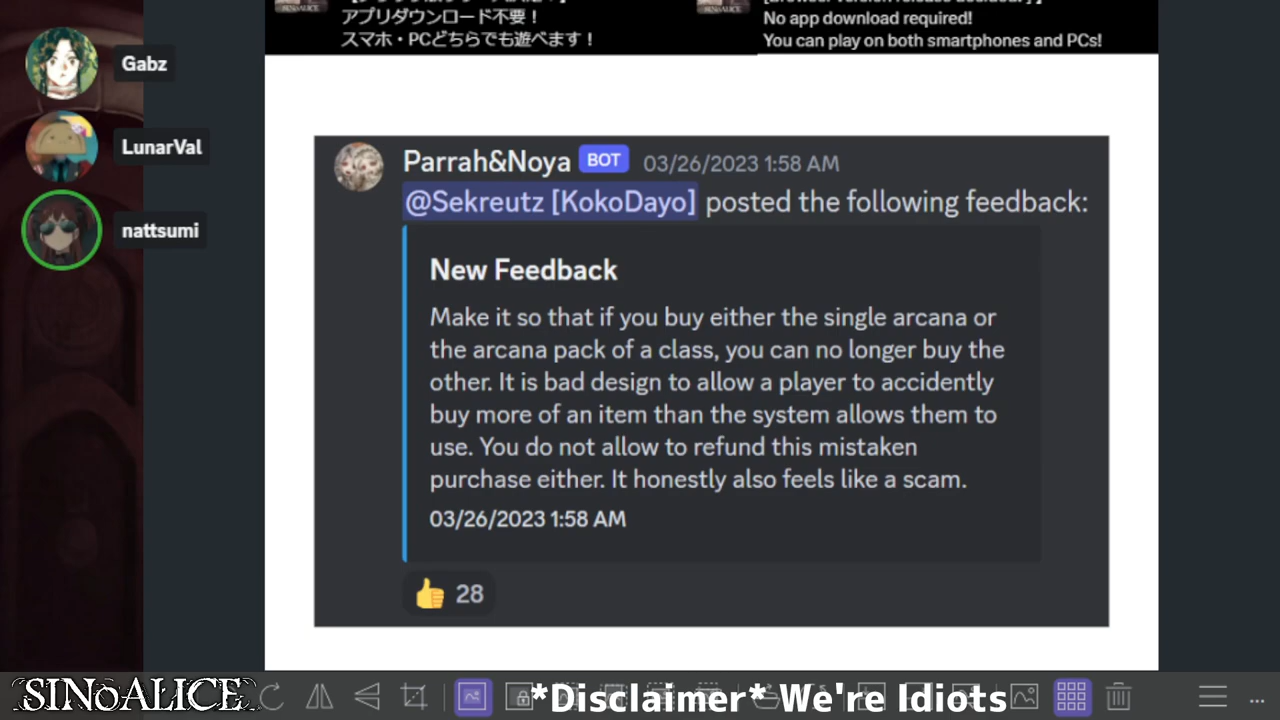 アプリダウンロード不要！
スマホ・PCどちらでも遊べます！
No app download required!
You can play on both smartphones and PCs!
Gabz
LunarVal
nattsumi
Parrah&Noya BOT 03/26/2023 1:58 AM
@Sekreutz [KokoDayo] posted the following feedback:
New Feedback
Make it so that if you buy either the single arcana or
the arcana pack of a class, you can no longer buy the
other. It is bad design to allow a player to accidently
buy more of an item than the system allows them to
use. You do not allow to refund this mistaken
purchase either. It honestly also feels like a scam.
03/26/2023 1:58 AM
👍 28
SINoALICE
*Disclaimer* We're Idiots